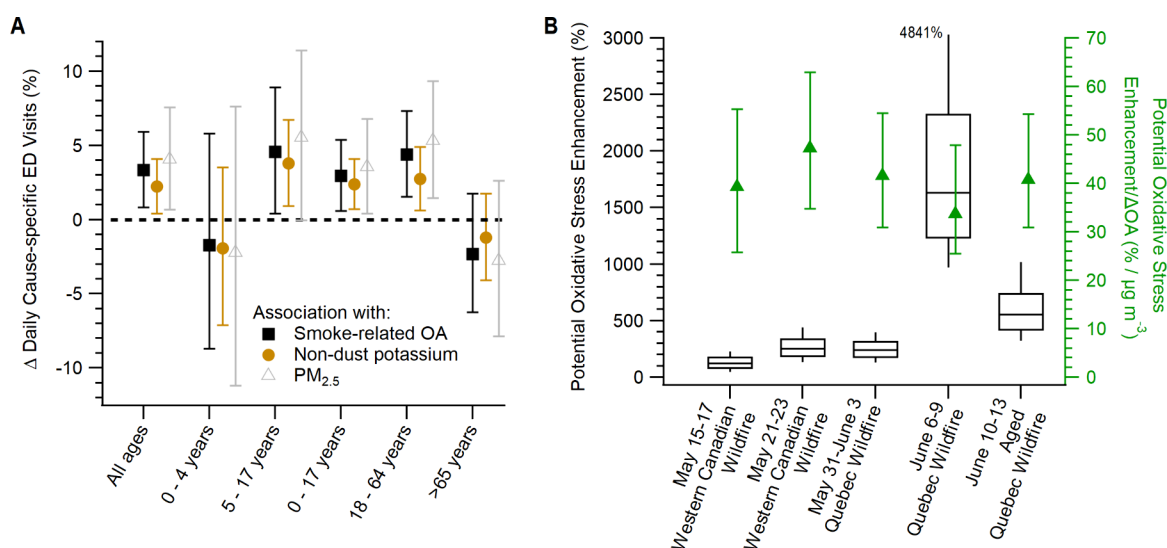 A
Δ Daily Cause-specific ED Visits (%)
10
5
0
-5
-10
Association with:
Smoke-related OA
Non-dust potassium
PM2.5
All ages
0 - 4 years
5 - 17 years
0 - 17 years
18 - 64 years
>65 years
B
Potential Oxidative Stress Enhancement (%)
3000
2500
2000
1500
1000
500
0
4841%
70
60
50
40
30
20
10
0
Potential Oxidative Stress
Enhancement/ΔOA (% / μg m-3)
May 15-17
Western Canadian
Wildfire
May 21-23
Western Canadian
Wildfire
May 31-June 3
Quebec Wildfire
June 6-9
Quebec Wildfire
June 10-13
Aged
Quebec Wildfire